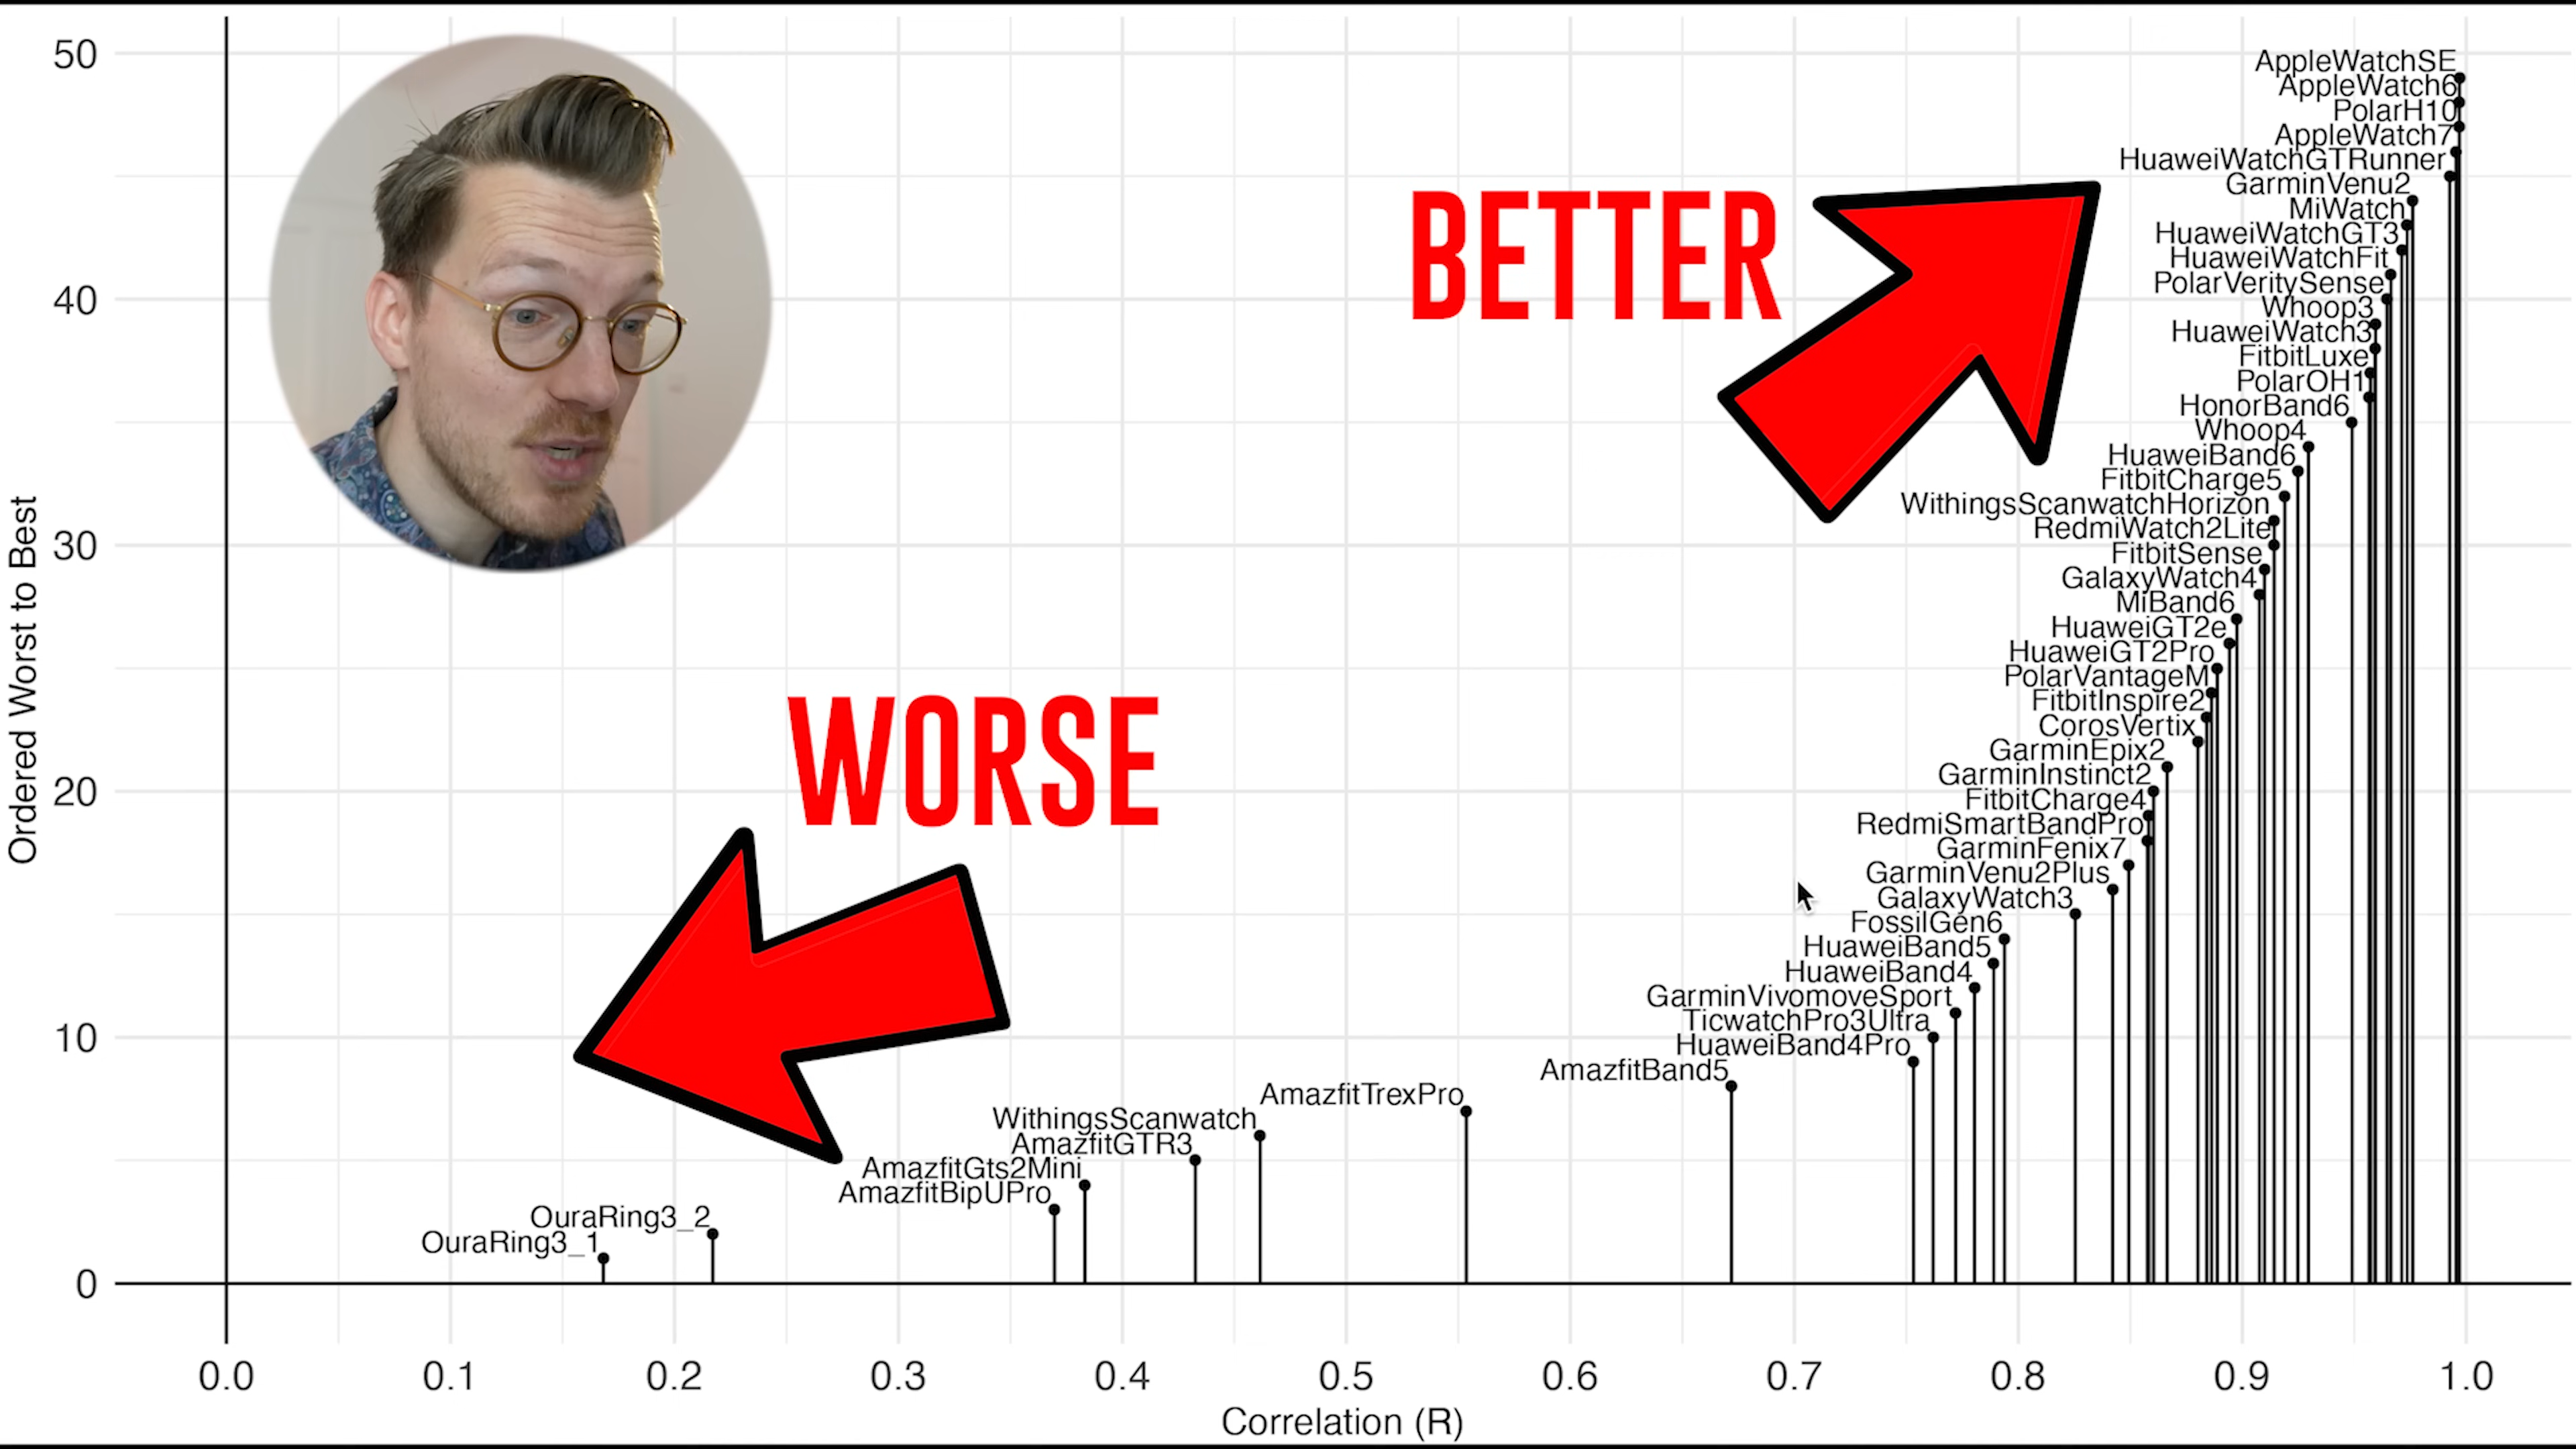 Ordered Worst to Best
50
40
30
20
10
0
BETTER
WORSE
AppleWatchSE
AppleWatch6
PolarH10
AppleWatch7
HuaweiWatchGTRunner
GarminVenu2
MiWatch
HuaweiWatchGT3
HuaweiWatchFit
PolarVeritySense
Whoop3
HuaweiWatch3
FitbitLuxe
PolarOH1
HonorBand6
Whoop4
HuaweiBand6
FitbitCharge5
WithingsScanwatchHorizon
RedmiWatch2Lite
FitbitSense
GalaxyWatch4
MiBand6
HuaweiGT2e
HuaweiGT2Pro
PolarVantageM
FitbitInspire2
CorosVertix
GarminEpix2
GarminInstinct2
FitbitCharge4
RedmiSmartBandPro
GarminFenix7
GarminVenu2Plus
GalaxyWatch3
FossilGen6
HuaweiBand5
HuaweiBand4
GarminVivomoveSport
TicwatchPro3Ultra
HuaweiBand4Pro
AmazfitBand5
AmazfitTrexPro
WithingsScanwatch
AmazfitGTR3
AmazfitGts2Mini
AmazfitBipUPro
OuraRing3_2
OuraRing3_1
0.0 0.1 0.2 0.3 0.4 0.5 0.6 0.7 0.8 0.9 1.0
Correlation (R)